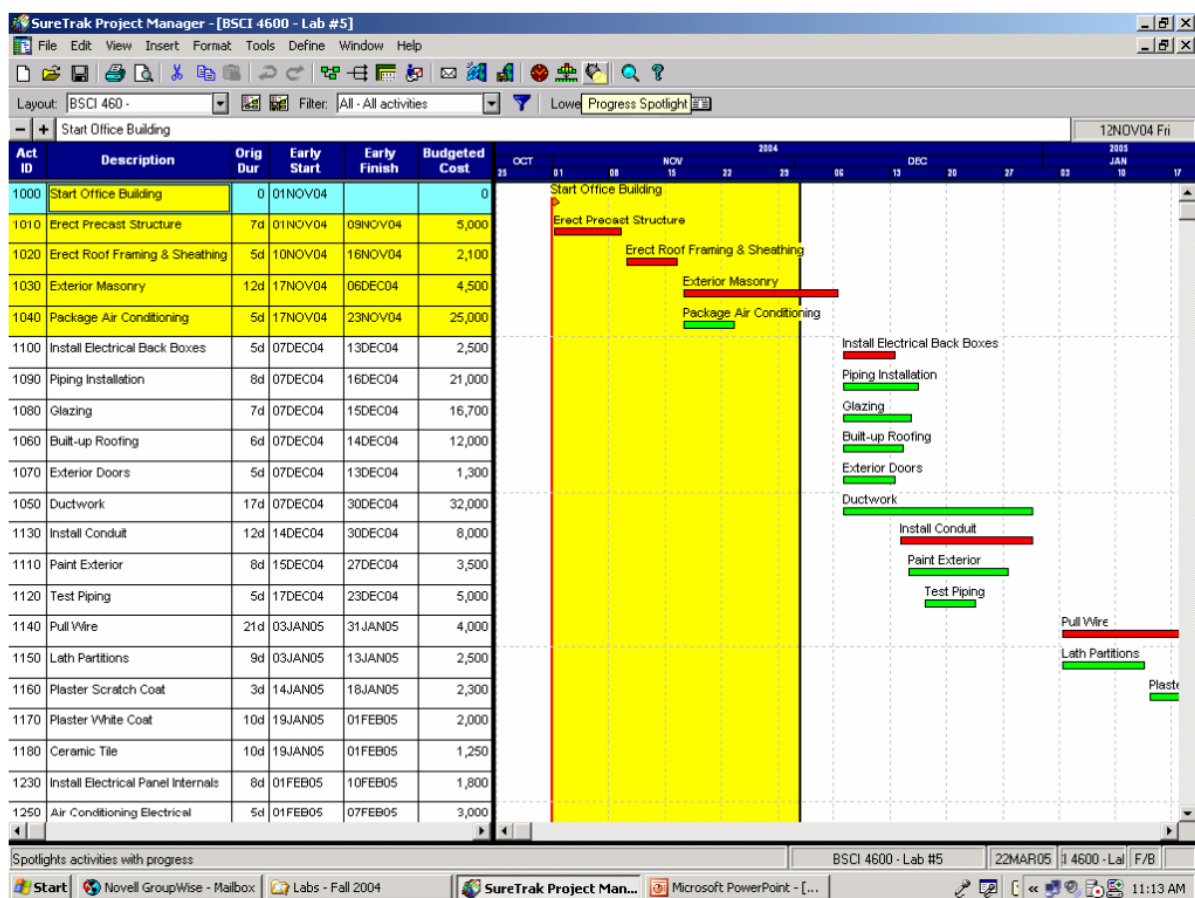 SureTrak Project Manager - [BSCI 4600 - Lab #5]
File Edit View Insert Format Tools Define Window Help
Layout: BSCI 460 - Filter: All - All activities Lowe Progress Spotlight
Start Office Building 12NOV04 Fri
Act ID Description Orig Dur Early Start Early Finish Budgeted Cost
2004 2005
OCT NOV DEC JAN
25 01 08 15 22 29 06 13 20 27 03 10 17
1000 Start Office Building 0 01NOV04 0 Start Office Building
1010 Erect Precast Structure 7d 01NOV04 09NOV04 5,000 Erect Precast Structure
1020 Erect Roof Framing & Sheathing 5d 10NOV04 16NOV04 2,100 Erect Roof Framing & Sheathing
1030 Exterior Masonry 12d 17NOV04 06DEC04 4,500 Exterior Masonry
1040 Package Air Conditioning 5d 17NOV04 23NOV04 25,000 Package Air Conditioning
1100 Install Electrical Back Boxes 5d 07DEC04 13DEC04 2,500 Install Electrical Back Boxes
1090 Piping Installation 8d 07DEC04 16DEC04 21,000 Piping Installation
1080 Glazing 7d 07DEC04 15DEC04 16,700 Glazing
1060 Built-up Roofing 6d 07DEC04 14DEC04 12,000 Built-up Roofing
1070 Exterior Doors 5d 07DEC04 13DEC04 1,300 Exterior Doors
1050 Ductwork 17d 07DEC04 30DEC04 32,000 Ductwork
1130 Install Conduit 12d 14DEC04 30DEC04 8,000 Install Conduit
1110 Paint Exterior 8d 15DEC04 27DEC04 3,500 Paint Exterior
1120 Test Piping 5d 17DEC04 23DEC04 5,000 Test Piping
1140 Pull Wire 21d 03JAN05 31JAN05 4,000 Pull Wire
1150 Lath Partitions 9d 03JAN05 13JAN05 2,500 Lath Partitions
1160 Plaster Scratch Coat 3d 14JAN05 18JAN05 2,300 Plaste
1170 Plaster White Coat 10d 19JAN05 01FEB05 2,000
1180 Ceramic Tile 10d 19JAN05 01FEB05 1,250
1230 Install Electrical Panel Internals 8d 01FEB05 10FEB05 1,800
1250 Air Conditioning Electrical 5d 01FEB05 07FEB05 3,000
Spotlights activities with progress BSCI 4600 - Lab #5 22MAR05 4600 - Lal F/B
Start Novell GroupWise - Mailbox Labs - Fall 2004 SureTrak Project Man... Microsoft PowerPoint - [... 11:13 AM